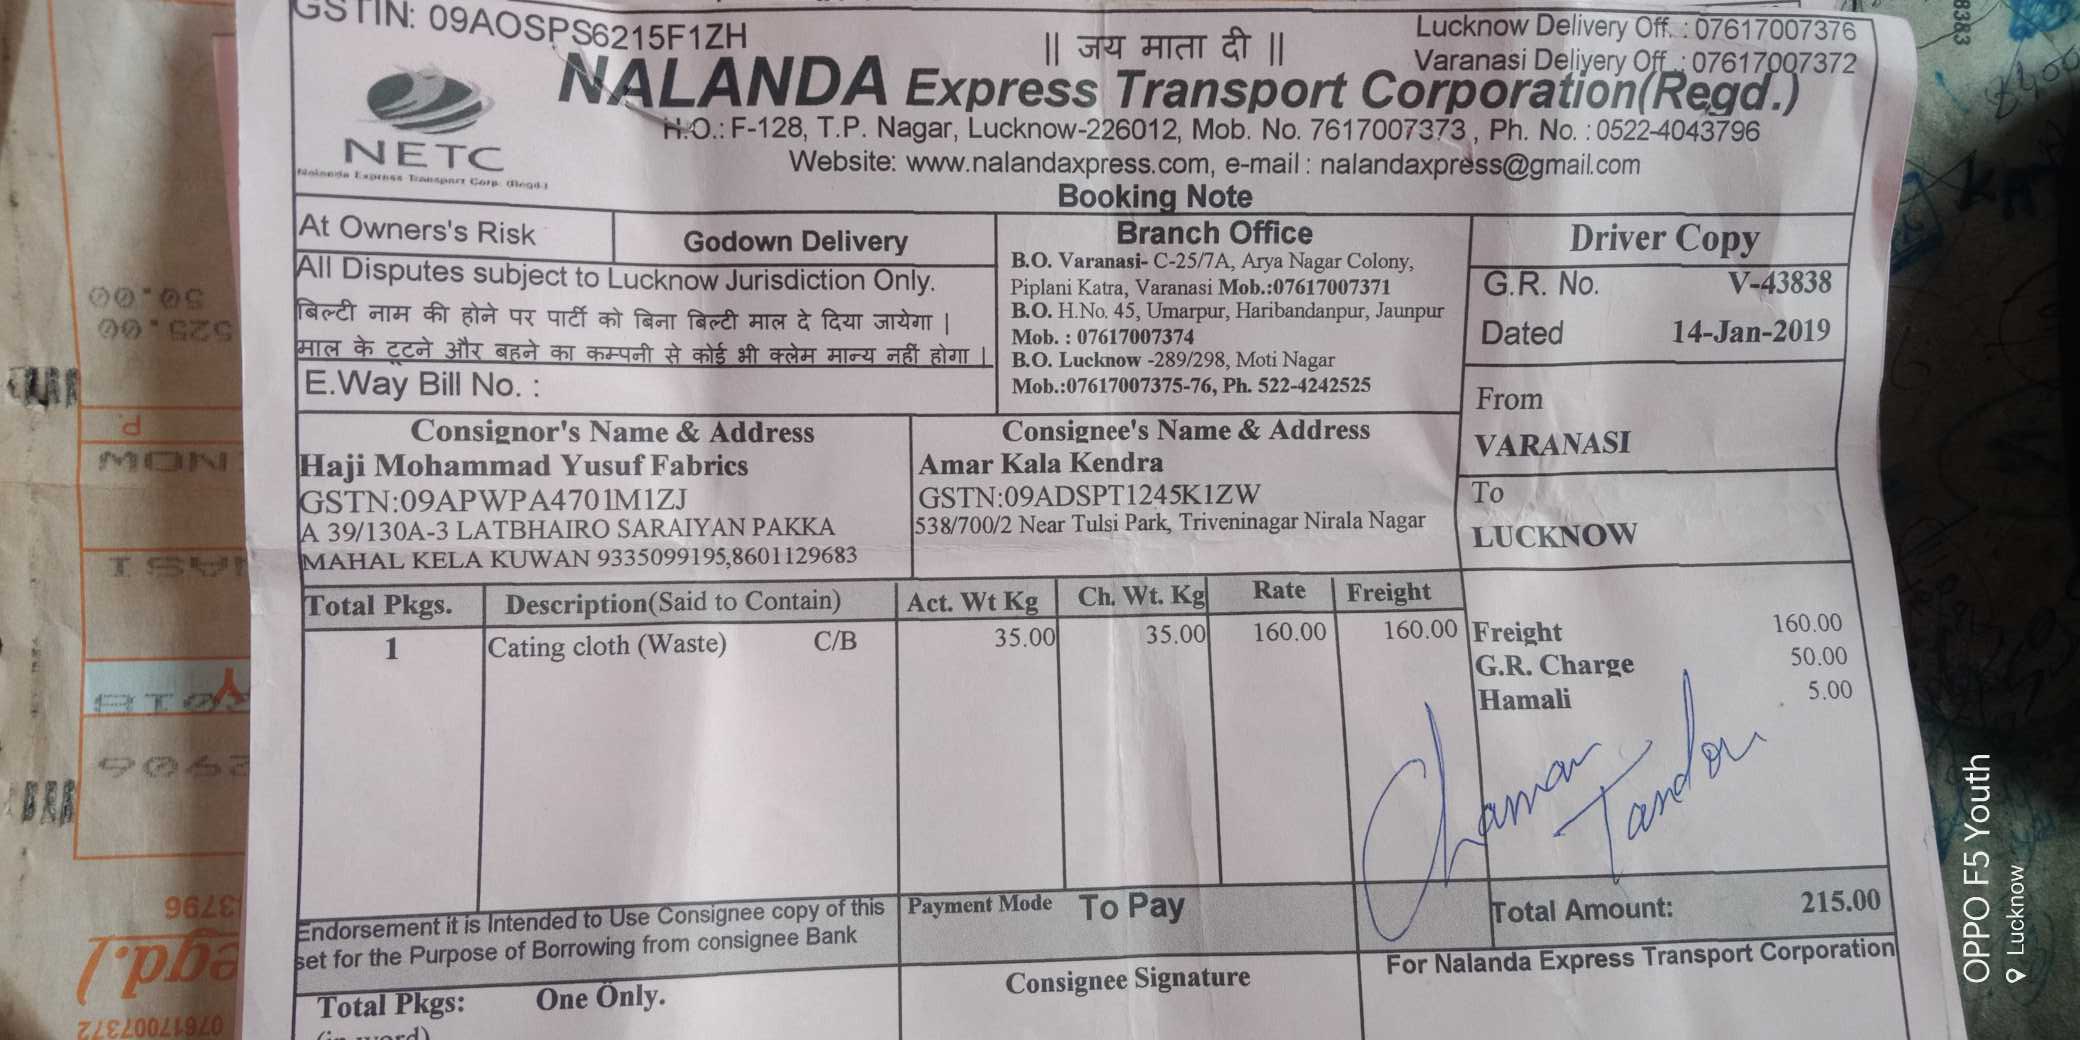 GSTIN: 09AOSPS6215F1ZH
|| जय माता दी ||
Lucknow Delivery Off. : 07617007376
Varanasi Delivery Off. : 07617007372
NALANDA Express Transport Corporation(Regd.)
NETC
Nalanda Express Transport Corp. (Regd.)
H.O.: F-128, T.P. Nagar, Lucknow-226012, Mob. No. 7617007373 , Ph. No. : 0522-4043796
Website: www.nalandaxpress.com, e-mail : nalandaxpress@gmail.com
Booking Note
At Owners's Risk
Godown Delivery
All Disputes subject to Lucknow Jurisdiction Only.
बिल्टी नाम की होने पर पार्टी को बिना बिल्टी माल दे दिया जायेगा |
माल के टूटने और बहने का कम्पनी से कोई भी क्लेम मान्य नहीं होगा |
E.Way Bill No. :
Branch Office
B.O. Varanasi- C-25/7A, Arya Nagar Colony,
Piplani Katra, Varanasi Mob.:07617007371
B.O. H.No. 45, Umarpur, Haribandanpur, Jaunpur
Mob. : 07617007374
B.O. Lucknow -289/298, Moti Nagar
Mob.:07617007375-76, Ph. 522-4242525
Driver Copy
G.R. No. V-43838
Dated 14-Jan-2019
From
VARANASI
To
LUCKNOW
Consignor's Name & Address
Haji Mohammad Yusuf Fabrics
GSTN:09APWPA4701M1ZJ
A 39/130A-3 LATBHAIRO SARAIYAN PAKKA
MAHAL KELA KUWAN 9335099195,8601129683
Consignee's Name & Address
Amar Kala Kendra
GSTN:09ADSPT1245K1ZW
538/700/2 Near Tulsi Park, Triveninagar Nirala Nagar
Total Pkgs. Description(Said to Contain) Act. Wt Kg Ch. Wt. Kg Rate Freight
1 Cating cloth (Waste) C/B 35.00 35.00 160.00 160.00
Freight 160.00
G.R. Charge 50.00
Hamali 5.00
Chaman
Tandon
Endorsement it is Intended to Use Consignee copy of this
set for the Purpose of Borrowing from consignee Bank
Payment Mode To Pay
Total Amount: 215.00
Total Pkgs: One Only.
(in word)
Consignee Signature
For Nalanda Express Transport Corporation
OPPO F5 Youth
Lucknow